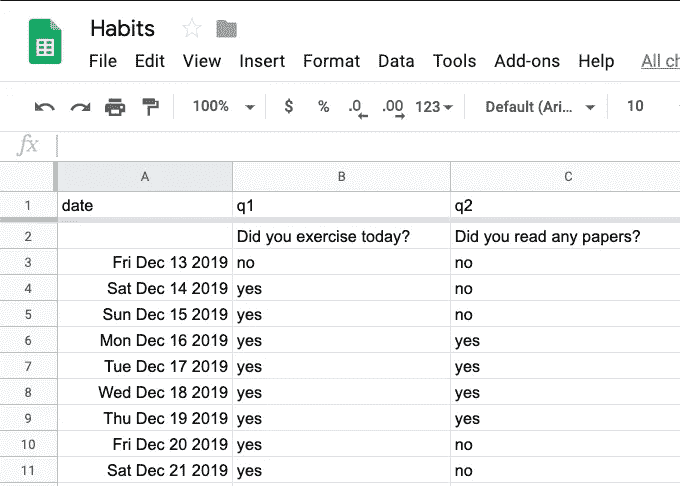 Habits
File Edit View Insert Format Data Tools Add-ons Help All ch
100% $ % .0 .00 123 Default (Ari... 10
fx
A B C
1 date q1 q2
2 Did you exercise today? Did you read any papers?
3 Fri Dec 13 2019 no no
4 Sat Dec 14 2019 yes no
5 Sun Dec 15 2019 yes no
6 Mon Dec 16 2019 yes yes
7 Tue Dec 17 2019 yes yes
8 Wed Dec 18 2019 yes yes
9 Thu Dec 19 2019 yes yes
10 Fri Dec 20 2019 yes no
11 Sat Dec 21 2019 yes no